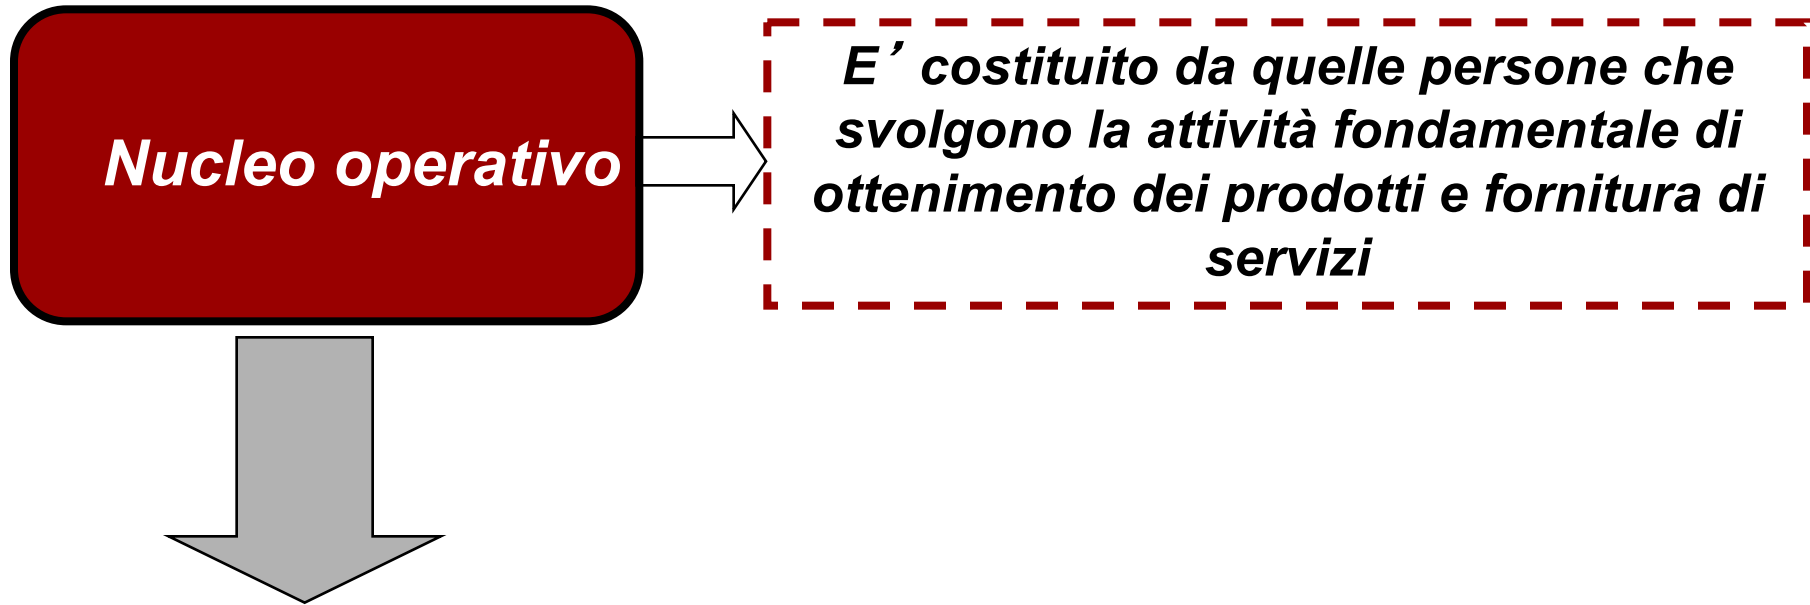 Nucleo operativo
E’ costituito da quelle persone che
svolgono la attività fondamentale di
ottenimento dei prodotti e fornitura di
servizi